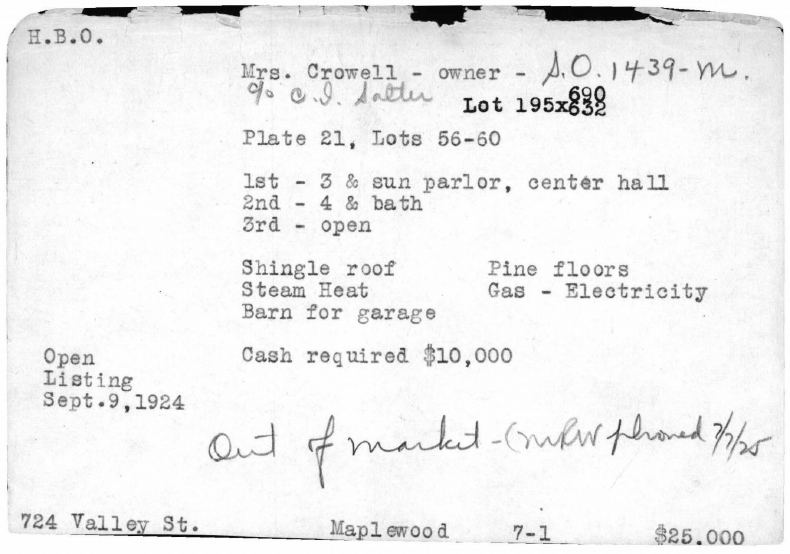 H.B.O.
Mrs. Crowell - owner - S.O. 1439-M.
c/o C.I. Salter
Lot 195x690
632
Plate 21, Lots 56-60
1st - 3 & sun parlor, center hall
2nd - 4 & bath
3rd - open
Shingle roof Pine floors
Steam Heat Gas - Electricity
Barn for garage
Open Cash required $10,000
Listing
Sept.9,1924
Out of market - phoned 7/7/25
724 Valley St. Maplewood 7-1 $25,000